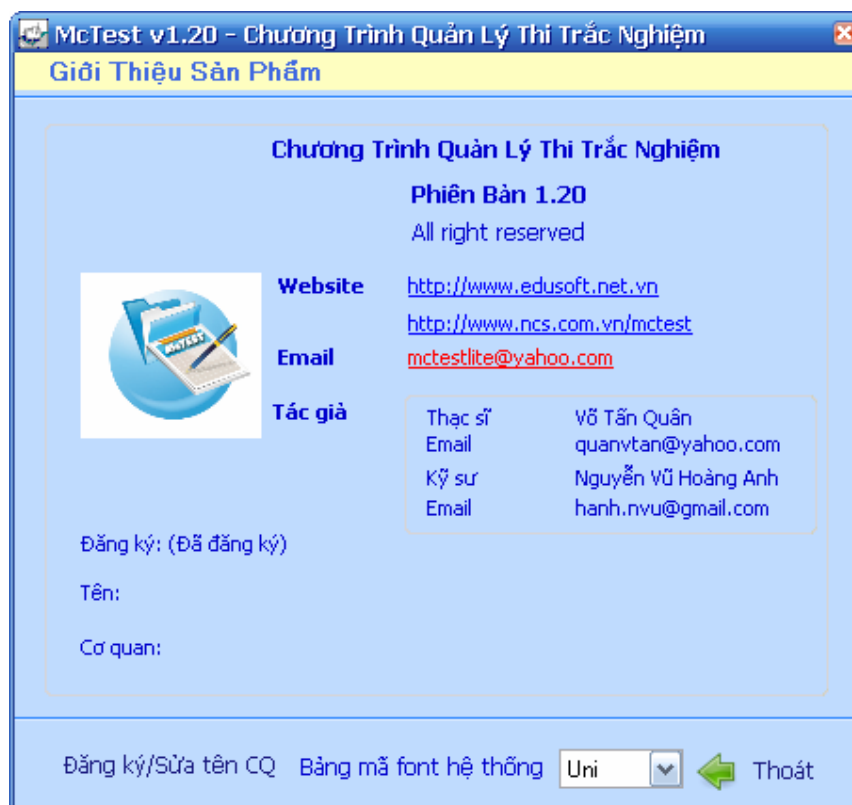 McTest v1.20 - Chương Trình Quản Lý Thi Trắc Nghiệm
Giới Thiệu Sản Phẩm
Chương Trình Quản Lý Thi Trắc Nghiệm
Phiên Bản 1.20
All right reserved
Website http://www.edusoft.net.vn
http://www.ncs.com.vn/mctest
Email mctestlite@yahoo.com
MCTEST
Tác giả
Thạc sĩ Võ Tấn Quân
Email quanvtan@yahoo.com
Kỹ sư Nguyễn Vũ Hoàng Anh
Email hanh.nvu@gmail.com
Đăng ký: (Đã đăng ký)
Tên:
Cơ quan:
Đăng ký/Sửa tên CQ Bảng mã font hệ thống Uni Thoát